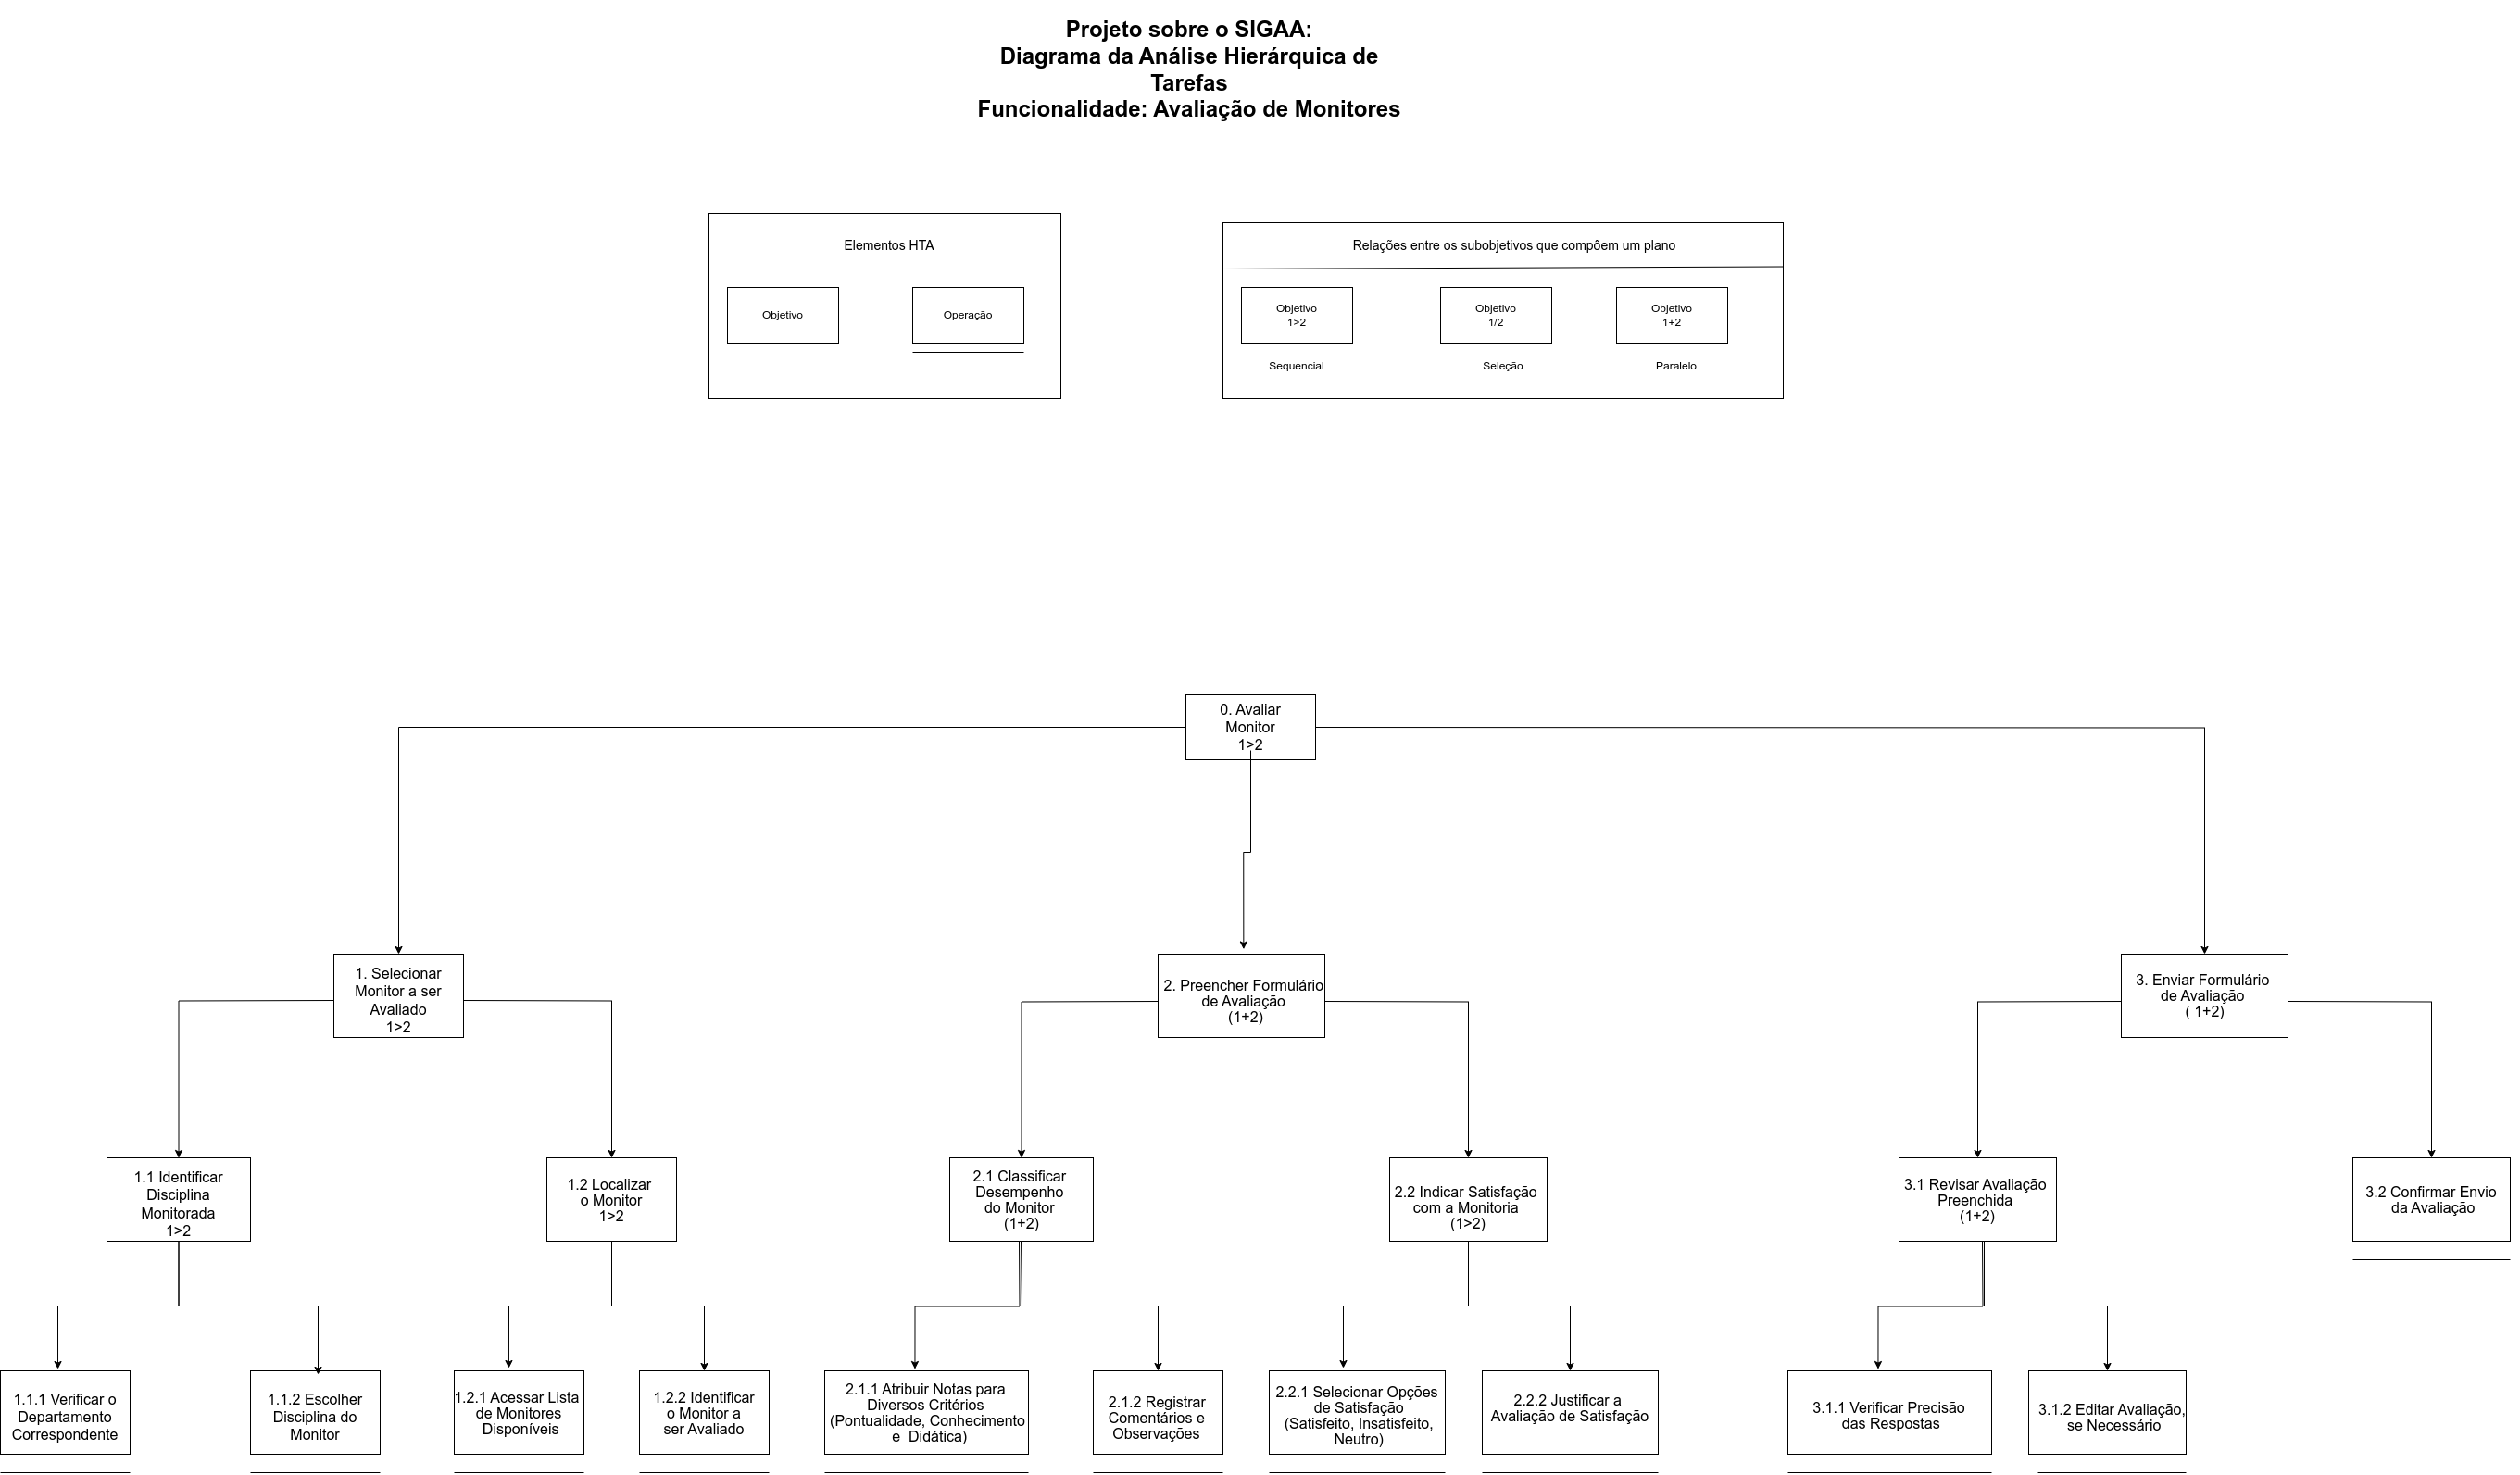 Projeto sobre o SIGAA:
Diagrama da Análise Hierárquica de
Tarefas
Funcionalidade: Avaliação de Monitores
Elementos HTA
Objetivo
Operação
Relações entre os subobjetivos que compôem um plano
Objetivo
1>2
Sequencial
Objetivo
1/2
Seleção
Objetivo
1+2
Paralelo
0. Avaliar
Monitor
1>2
1. Selecionar
Monitor a ser
Avaliado
1>2
2. Preencher Formulário
de Avaliação
(1+2)
3. Enviar Formulário
de Avaliação
( 1+2)
1.1 Identificar
Disciplina
Monitorada
1>2
1.2 Localizar
o Monitor
1>2
2.1 Classificar
Desempenho
do Monitor
(1+2)
2.2 Indicar Satisfação
com a Monitoria
(1>2)
3.1 Revisar Avaliação
Preenchida
(1+2)
3.2 Confirmar Envio
da Avaliação
1.1.1 Verificar o
Departamento
Correspondente
1.1.2 Escolher
Disciplina do
Monitor
1.2.1 Acessar Lista
de Monitores
Disponíveis
1.2.2 Identificar
o Monitor a
ser Avaliado
2.1.1 Atribuir Notas para
Diversos Critérios
(Pontualidade, Conhecimento
e Didática)
2.1.2 Registrar
Comentários e
Observações
2.2.1 Selecionar Opções
de Satisfação
(Satisfeito, Insatisfeito,
Neutro)
2.2.2 Justificar a
Avaliação de Satisfação
3.1.1 Verificar Precisão
das Respostas
3.1.2 Editar Avaliação,
se Necessário